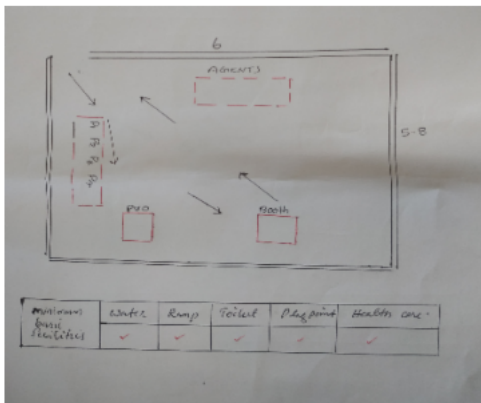 6
AGENTS
5.8
PRO
Booth
minimum
basic
facilities
Water
Ramp
Toilet
Plug point
Health care.